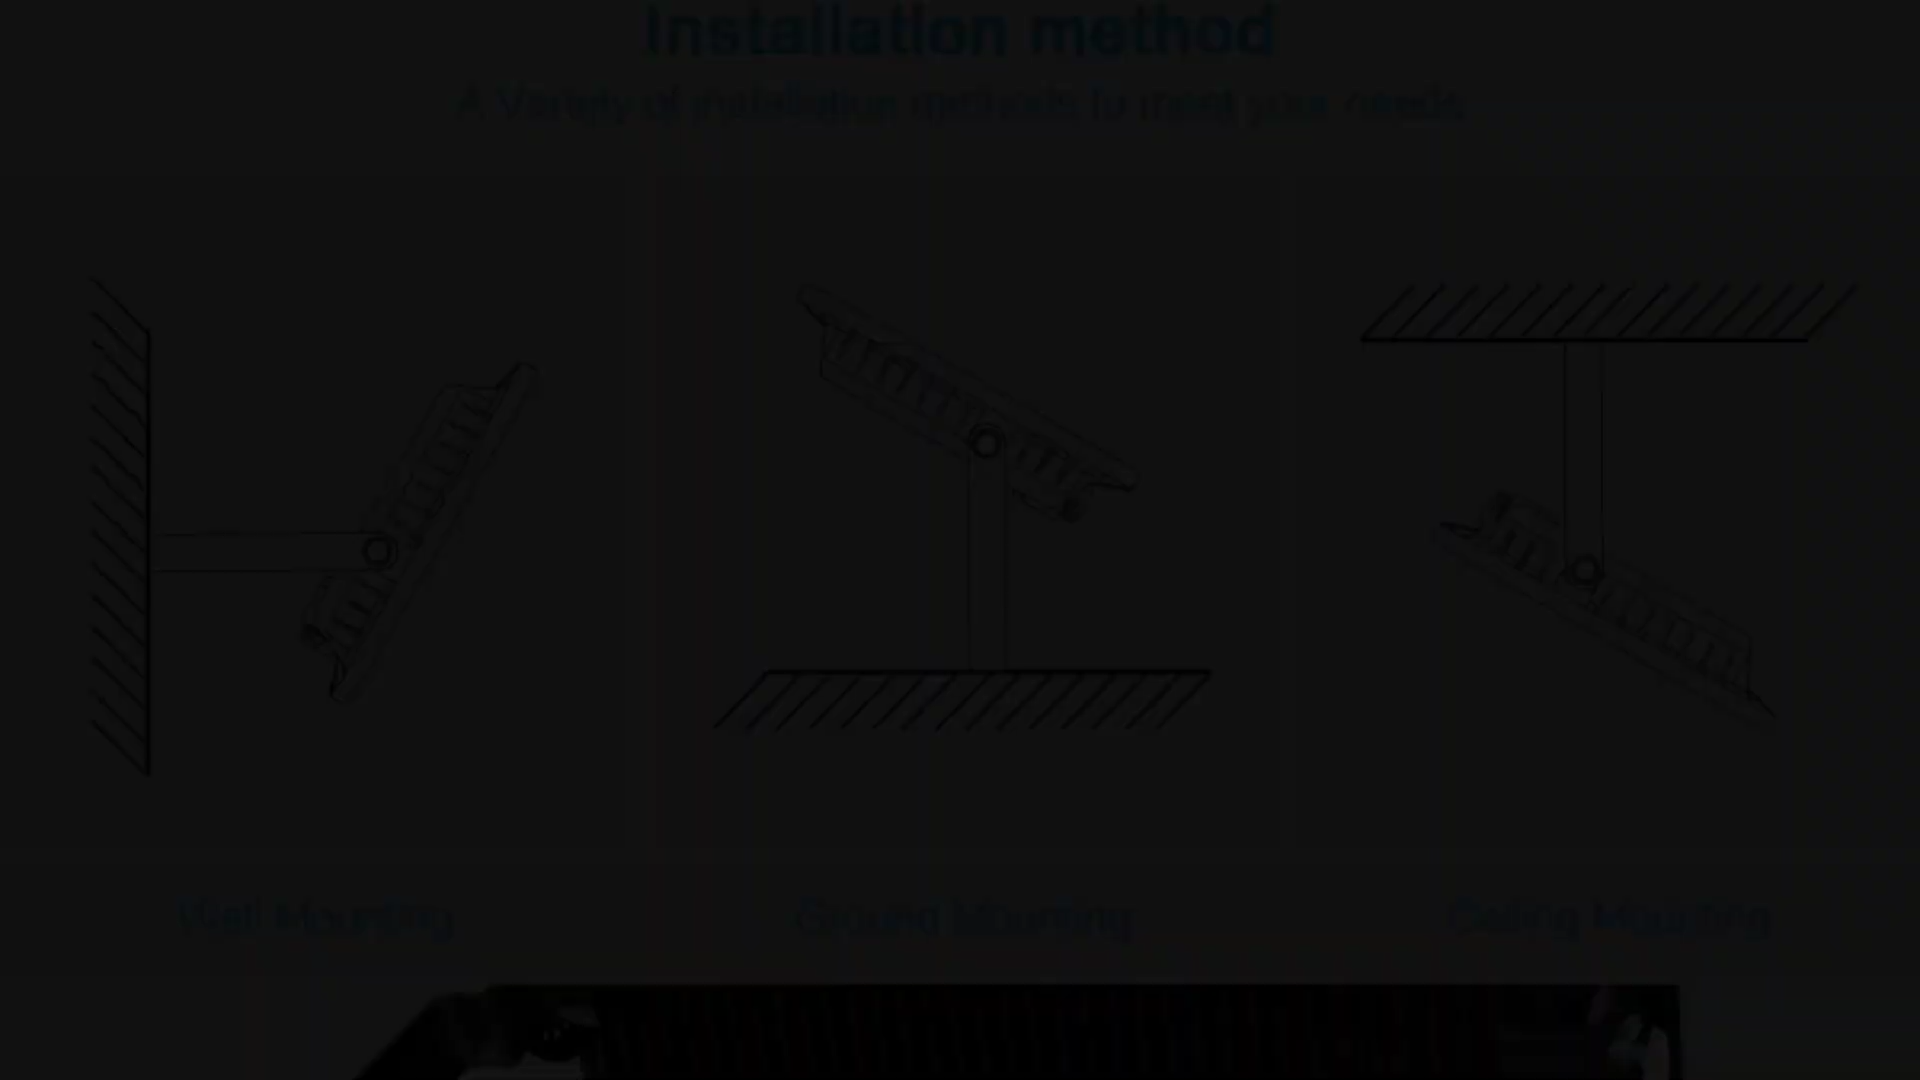 Installation method
A Variety of installation methods to meet your needs
Wall Mounting
Ground Mounting
Ceiling Mounting